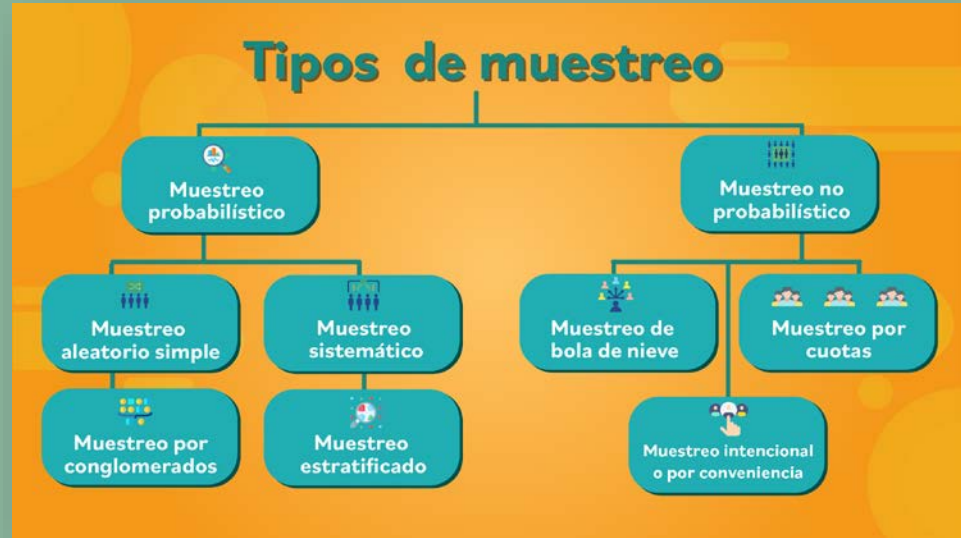 Tipos de muestreo
Muestreo
probabilístico
Muestreo no
probabilístico
Muestreo
aleatorio simple
Muestreo
sistemático
Muestreo de
bola de nieve
Muestreo por
cuotas
Muestreo por
conglomerados
Muestreo
estratificado
Muestreo intencional
o por conveniencia